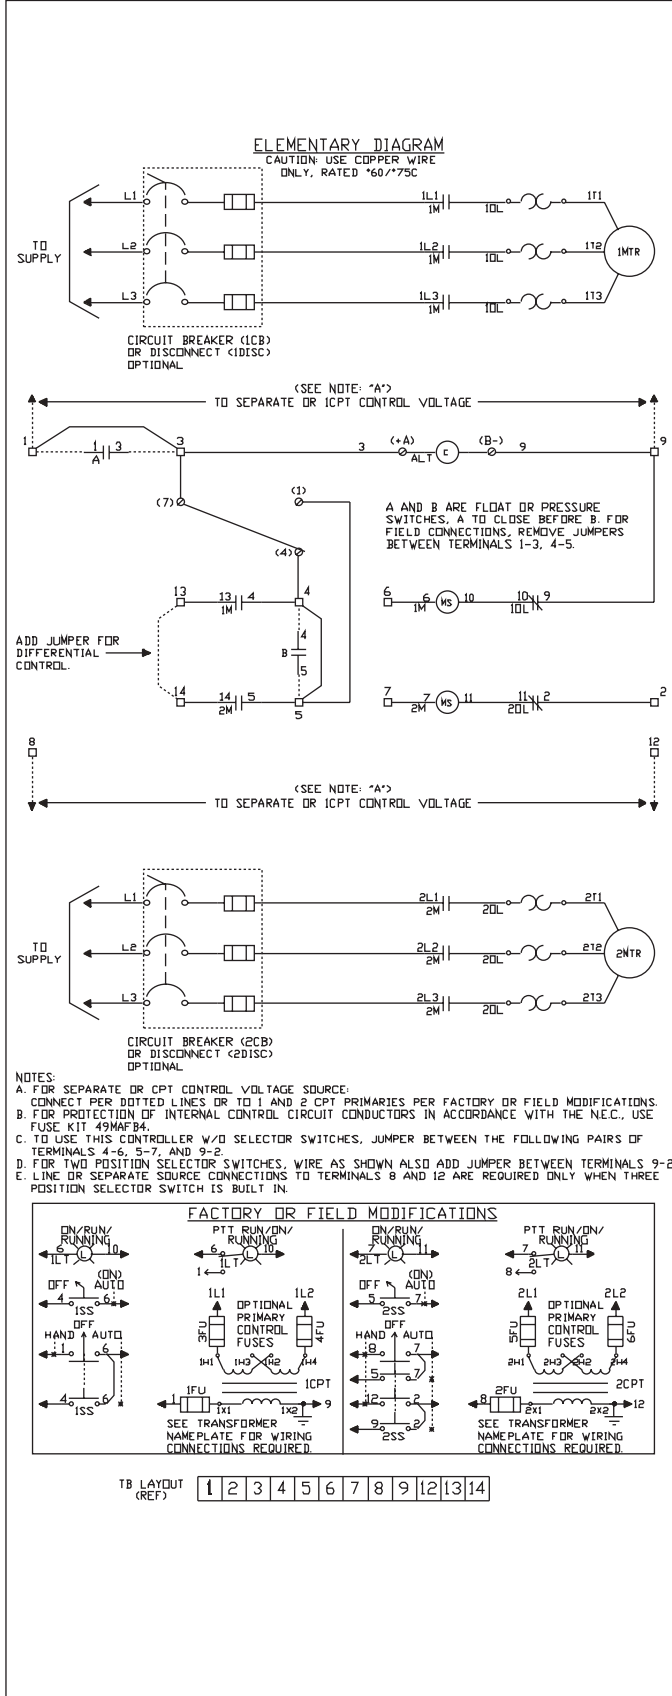 ELEMENTARY DIAGRAM
CAUTION: USE COPPER WIRE
ONLY, RATED *60/*75C
L1 1L1 1M 1OL 1T1
TO
SUPPLY
L2 1L2 1M 1OL 1T2 1MTR
L3 1L3 1M 1OL 1T3
CIRCUIT BREAKER (1CB)
OR DISCONNECT (1DISC)
OPTIONAL
(SEE NOTE: "A")
TO SEPARATE OR 1CPT CONTROL VOLTAGE
1 1 3 A 3 3 (+A) ALT C (B-) 9 9
(7) (1)
A AND B ARE FLOAT OR PRESSURE
SWITCHES, A TO CLOSE BEFORE B. FOR
FIELD CONNECTIONS, REMOVE JUMPERS
BETWEEN TERMINALS 1-3, 4-5.
(4)
13 13 4 1M 4 6 6 1M MS 10 10 9 1OL
ADD JUMPER FOR
DIFFERENTIAL
CONTROL.
4
B
5
14 14 5 2M 5 7 7 2M MS 11 11 2 2OL 2
8 12
(SEE NOTE: "A")
TO SEPARATE OR 1CPT CONTROL VOLTAGE
L1 2L1 2M 2OL 2T1
TO
SUPPLY
L2 2L2 2M 2OL 2T2 2MTR
L3 2L3 2M 2OL 2T3
CIRCUIT BREAKER (2CB)
OR DISCONNECT (2DISC)
OPTIONAL
NOTES:
A. FOR SEPARATE OR CPT CONTROL VOLTAGE SOURCE:
CONNECT PER DOTTED LINES OR TO 1 AND 2 CPT PRIMARIES PER FACTORY OR FIELD MODIFICATIONS.
B. FOR PROTECTION OF INTERNAL CONTROL CIRCUIT CONDUCTORS IN ACCORDANCE WITH THE N.E.C., USE
FUSE KIT 49MAFB4.
C. TO USE THIS CONTROLLER W/O SELECTOR SWITCHES, JUMPER BETWEEN THE FOLLOWING PAIRS OF
TERMINALS 4-6, 5-7, AND 9-2.
D. FOR TWO POSITION SELECTOR SWITCHES, WIRE AS SHOWN ALSO ADD JUMPER BETWEEN TERMINALS 9-2
E. LINE OR SEPARATE SOURCE CONNECTIONS TO TERMINALS 8 AND 12 ARE REQUIRED ONLY WHEN THREE
POSITION SELECTOR SWITCH IS BUILT IN.
FACTORY OR FIELD MODIFICATIONS
ON/RUN/
RUNNING
6 L 10
1LT
OFF (ON)
AUTO
4 6
1SS
OFF
HAND AUTO
1 6
4 6
1SS
PTT RUN/ON/
RUNNING
6 L 10
1LT
1
1L1 1L2
3FU OPTIONAL 4FU
PRIMARY
CONTROL
FUSES
1H1 1H3 1H2 1H4
1CPT
1FU
1 1X1 1X2 9
SEE TRANSFORMER
NAMEPLATE FOR WIRING
CONNECTIONS REQUIRED.
ON/RUN/
RUNNING
7 L 11
2LT
OFF (ON)
AUTO
5 7
2SS
OFF
HAND AUTO
8 7
5 7
12 2
9 2
2SS
PTT RUN/ON/
RUNNING
7 L 11
2LT
8
2L1 2L2
5FU OPTIONAL 6FU
PRIMARY
CONTROL
FUSES
2H1 2H3 2H2 2H4
2CPT
2FU
8 2X1 2X2 12
SEE TRANSFORMER
NAMEPLATE FOR WIRING
CONNECTIONS REQUIRED.
TB LAYOUT
(REF)
1 2 3 4 5 6 7 8 9 12 13 14